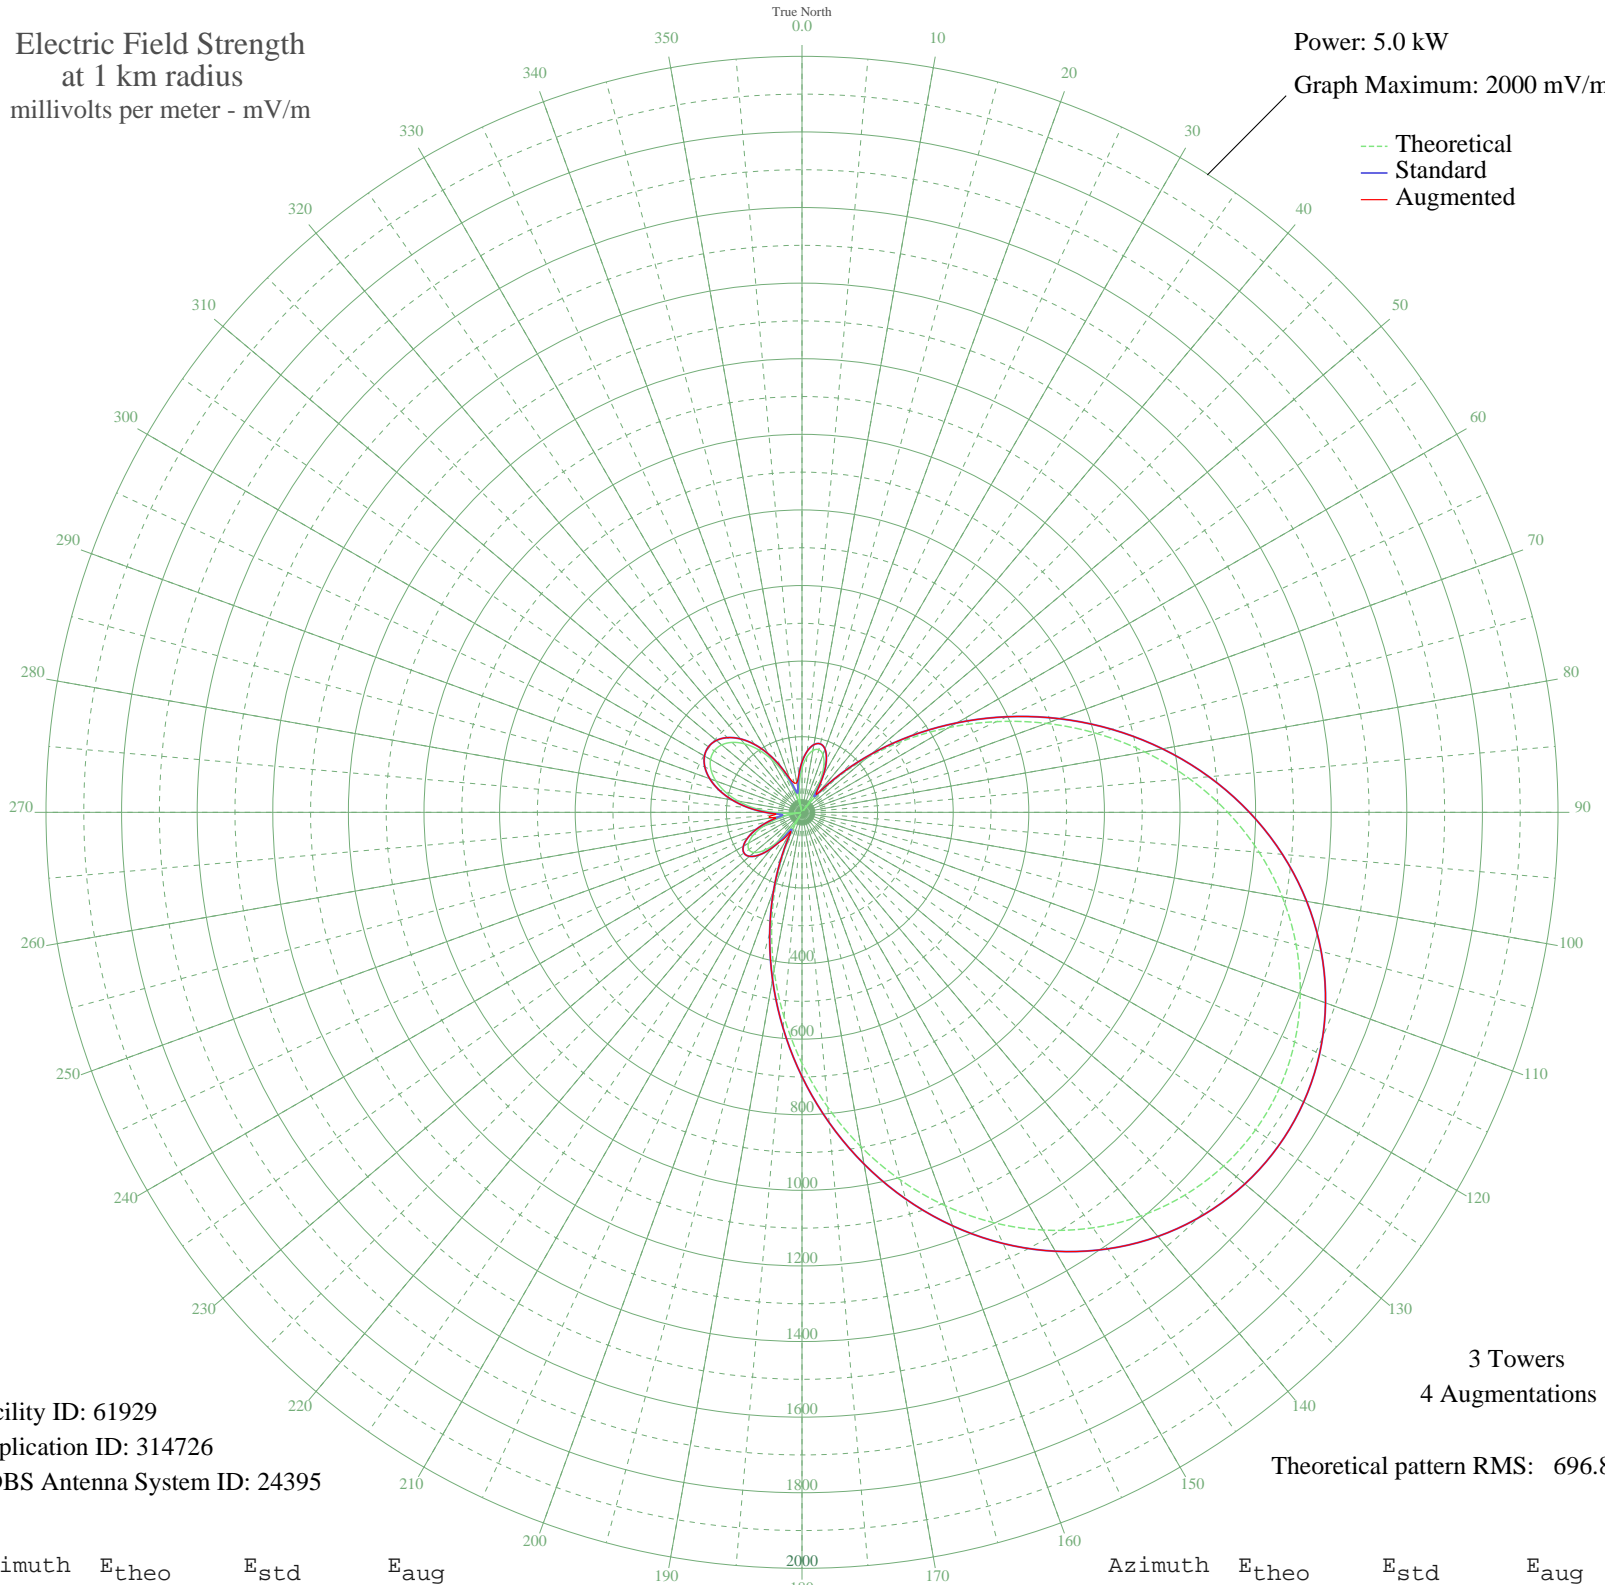 Electric Field Strength
at 1 km radius
millivolts per meter - mV/m
True North
0.0
10
20
30
40
50
60
70
80
90
100
110
120
130
140
150
160
170
190
200
210
220
230
240
250
260
270
280
290
300
310
320
330
340
350
Power: 5.0 kW
Graph Maximum: 2000 mV/m
Theoretical
Standard
Augmented
400
600
800
1000
1200
1400
1600
1800
2000
3 Towers
4 Augmentations
Theoretical pattern RMS: 696.8
cility ID: 61929
plication ID: 314726
DBS Antenna System ID: 24395
imuth Etheo Estd Eaug
Azimuth Etheo Estd Eaug